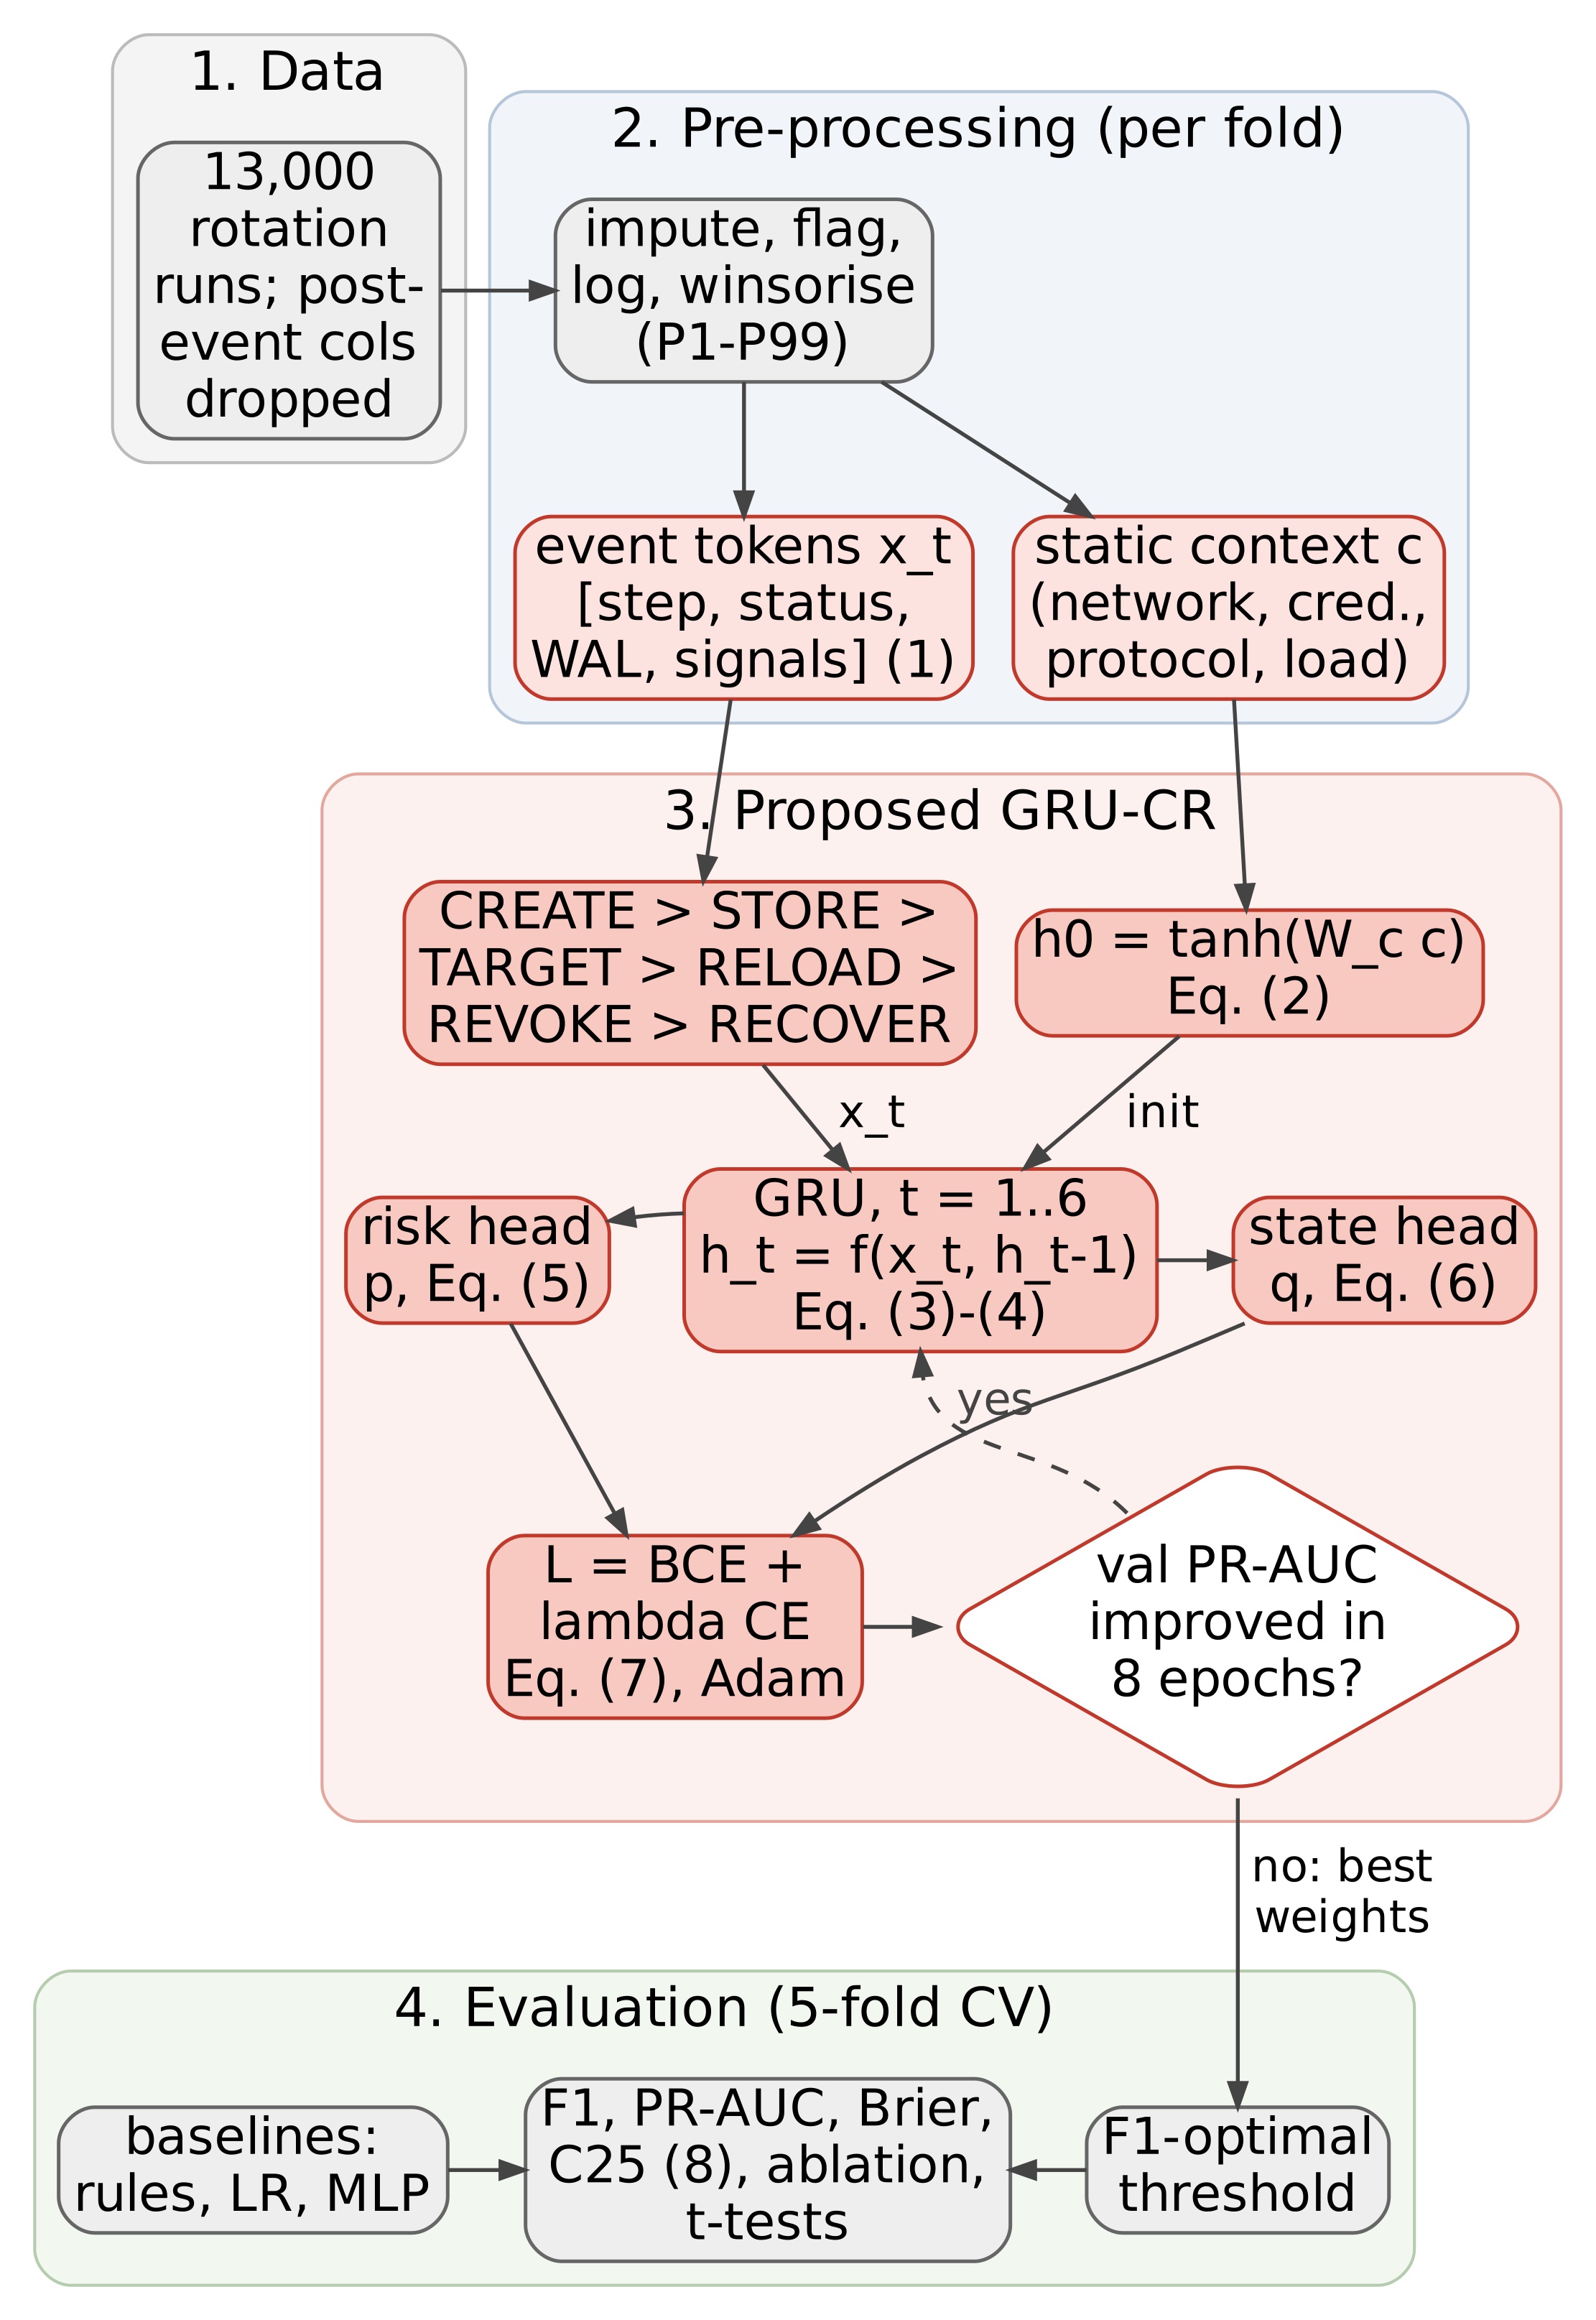 1. Data
13,000
rotation
runs; post-
event cols
dropped
2. Pre-processing (per fold)
impute, flag,
log, winsorise
(P1-P99)
event tokens x_t
[step, status,
WAL, signals] (1)
static context c
(network, cred.,
protocol, load)
3. Proposed GRU-CR
CREATE > STORE >
TARGET > RELOAD >
REVOKE > RECOVER
h0 = tanh(W_c c)
Eq. (2)
x_t
init
risk head
p, Eq. (5)
GRU, t = 1..6
h_t = f(x_t, h_t-1)
Eq. (3)-(4)
state head
q, Eq. (6)
yes
L = BCE +
lambda CE
Eq. (7), Adam
val PR-AUC
improved in
8 epochs?
no: best
weights
4. Evaluation (5-fold CV)
baselines:
rules, LR, MLP
F1, PR-AUC, Brier,
C25 (8), ablation,
t-tests
F1-optimal
threshold